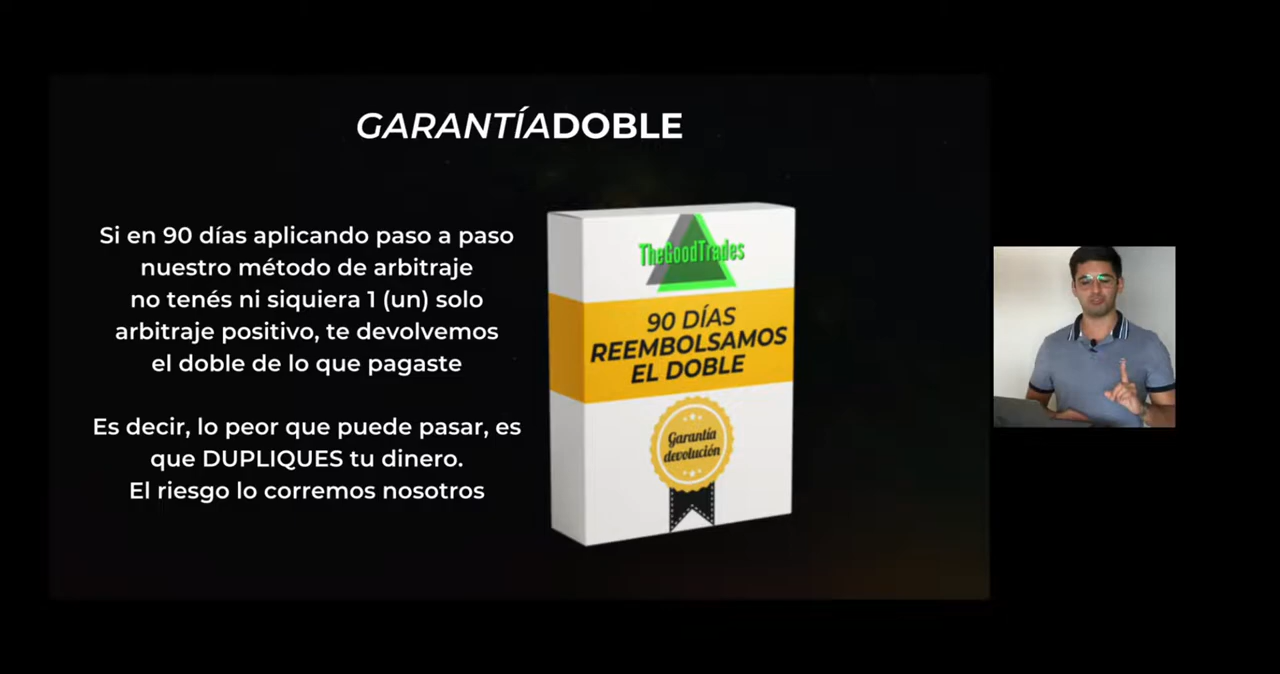 GARANTÍADOBLE
Si en 90 días aplicando paso a paso
nuestro método de arbitraje
no tenés ni siquiera 1 (un) solo
arbitraje positivo, te devolvemos
el doble de lo que pagaste
Es decir, lo peor que puede pasar, es
que DUPLIQUES tu dinero.
El riesgo lo corremos nosotros
TheGoodTrades
90 DÍAS
REEMBOLSAMOS
EL DOBLE
Garantía
devolución